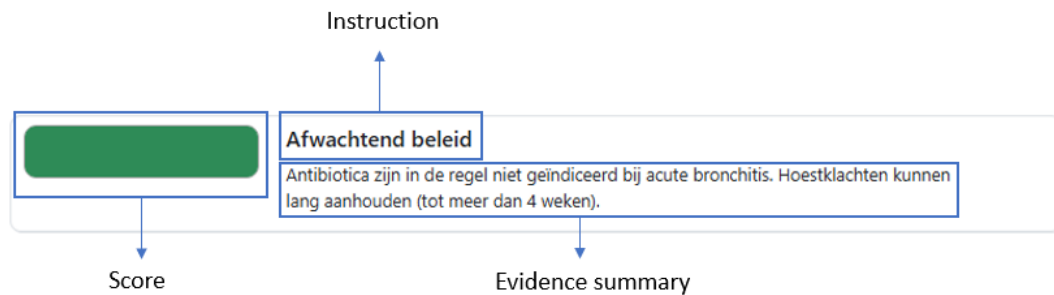 Instruction
Afwachtend beleid
Antibiotica zijn in de regel niet geïndiceerd bij acute bronchitis. Hoestklachten kunnen
lang aanhouden (tot meer dan 4 weken).
Score
Evidence summary